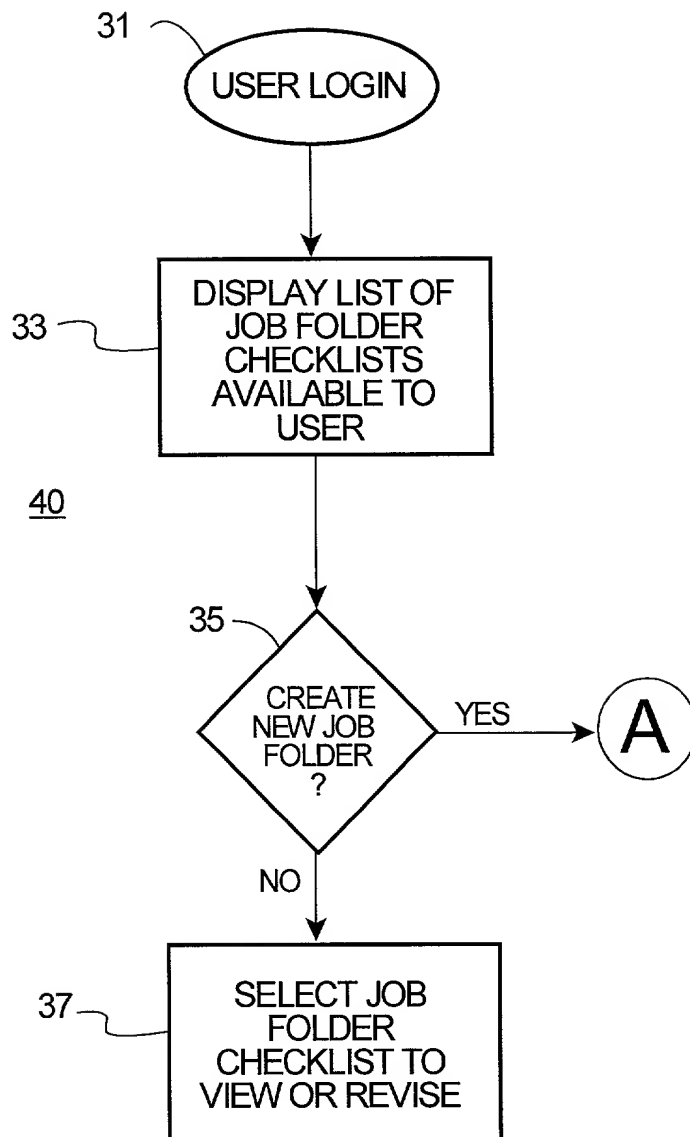 31
USER LOGIN
33
DISPLAY LIST OF
JOB FOLDER
CHECKLISTS
AVAILABLE TO
USER
40
35
CREATE
NEW JOB
FOLDER
?
YES
A
NO
37
SELECT JOB
FOLDER
CHECKLIST TO
VIEW OR REVISE